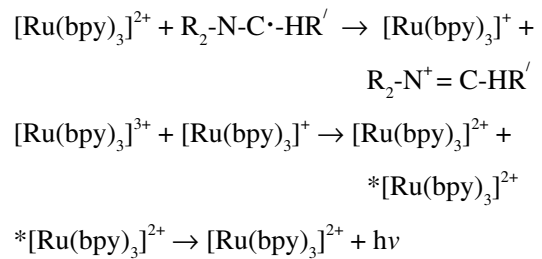 [Ru(bpy)₃]²⁺ + R₂-N-C·-HR′ → [Ru(bpy)₃]⁺ +
R₂-N⁺ = C-HR′
[Ru(bpy)₃]³⁺ + [Ru(bpy)₃]⁺ → [Ru(bpy)₃]²⁺ +
*[Ru(bpy)₃]²⁺
*[Ru(bpy)₃]²⁺ → [Ru(bpy)₃]²⁺ + hν